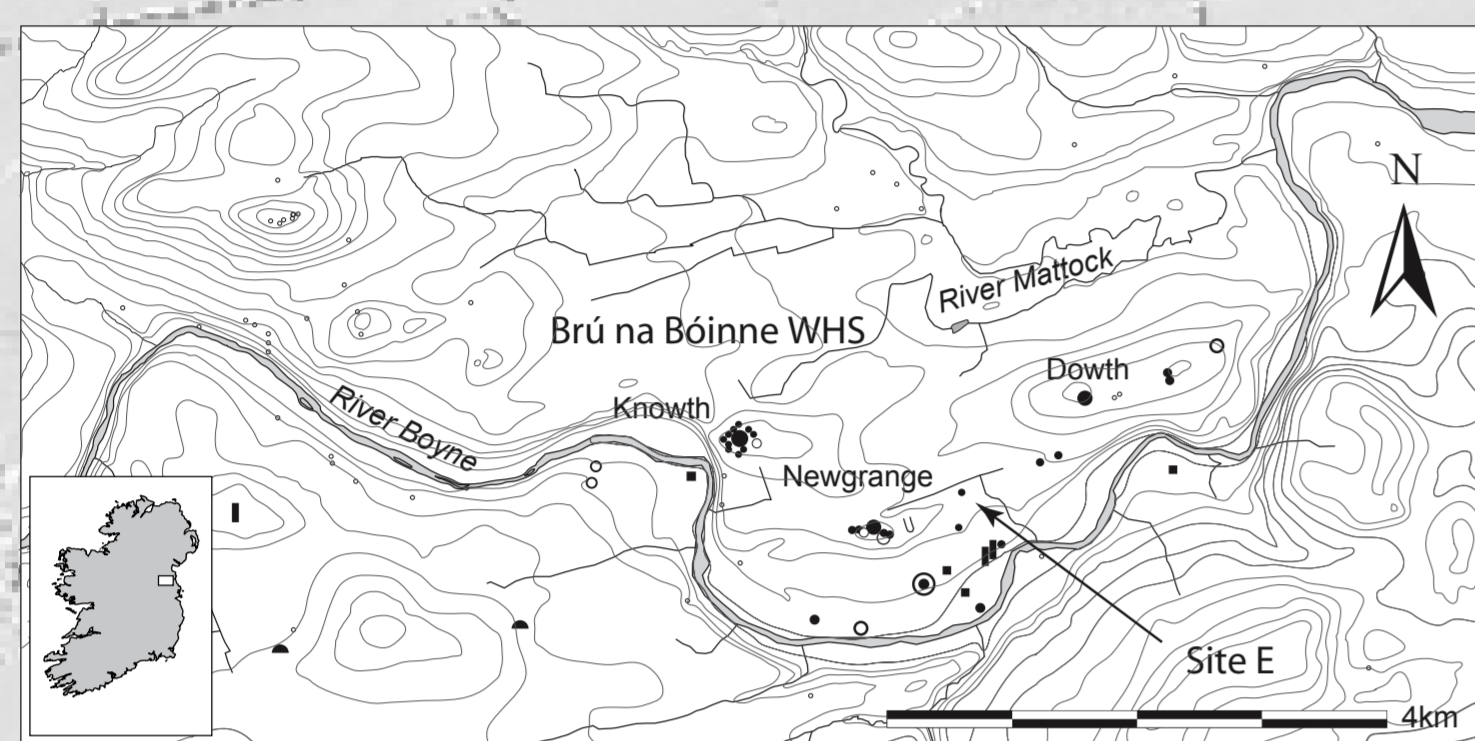 N
River Mattock
Brú na Bóinne WHS
Dowth
River Boyne
Knowth
Newgrange
Site E
4km